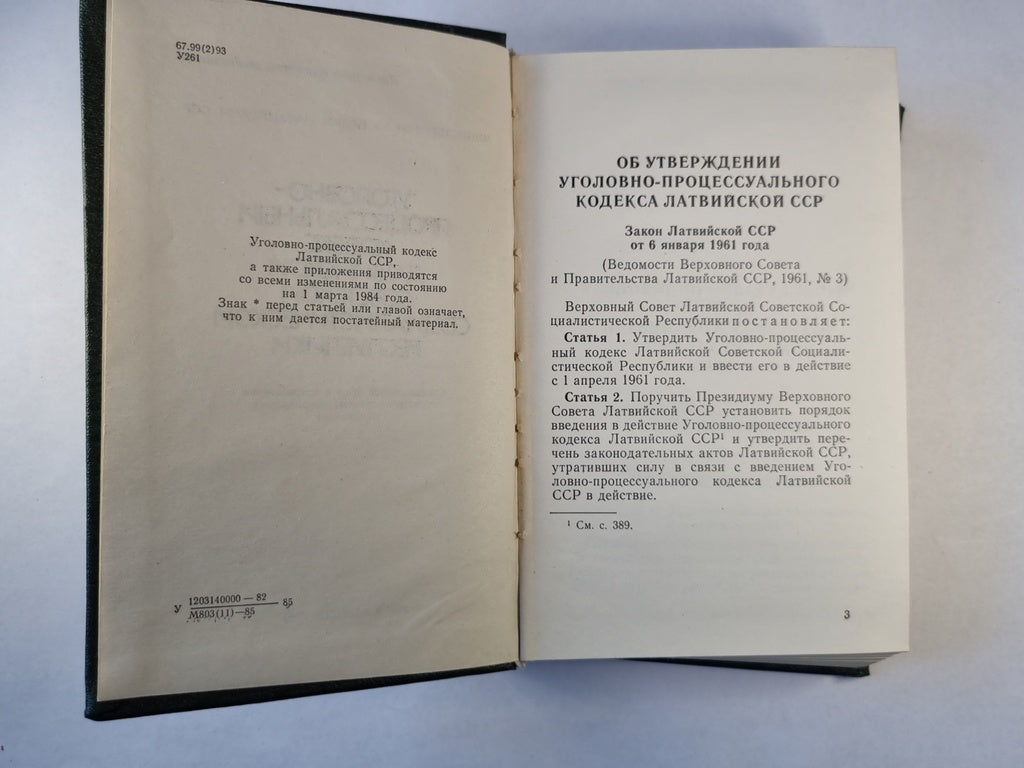 67.99(2)93
У261
Уголовно-процессуальный кодекс
Латвийской ССР,
а также приложения приводятся
со всеми изменениями по состоянию
на 1 марта 1984 года.
Знак * перед статьей или главой означает,
что к ним дается постатейный материал.
У 1203140000—82 85
М803(11)—85
ОБ УТВЕРЖДЕНИИ
УГОЛОВНО-ПРОЦЕССУАЛЬНОГО
КОДЕКСА ЛАТВИЙСКОЙ ССР
Закон Латвийской ССР
от 6 января 1961 года
(Ведомости Верховного Совета
и Правительства Латвийской ССР, 1961, № 3)
Верховный Совет Латвийской Советской Со-
циалистической Республики постановляет:
Статья 1. Утвердить Уголовно-процессуаль-
ный кодекс Латвийской Советской Социали-
стической Республики и ввести его в действие
с 1 апреля 1961 года.
Статья 2. Поручить Президиуму Верховного
Совета Латвийской ССР установить порядок
введения в действие Уголовно-процессуального
кодекса Латвийской ССР¹ и утвердить пере-
чень законодательных актов Латвийской ССР,
утративших силу в связи с введением Уго-
ловно-процессуального кодекса Латвийской
ССР в действие.
¹ См. с. 389.
3